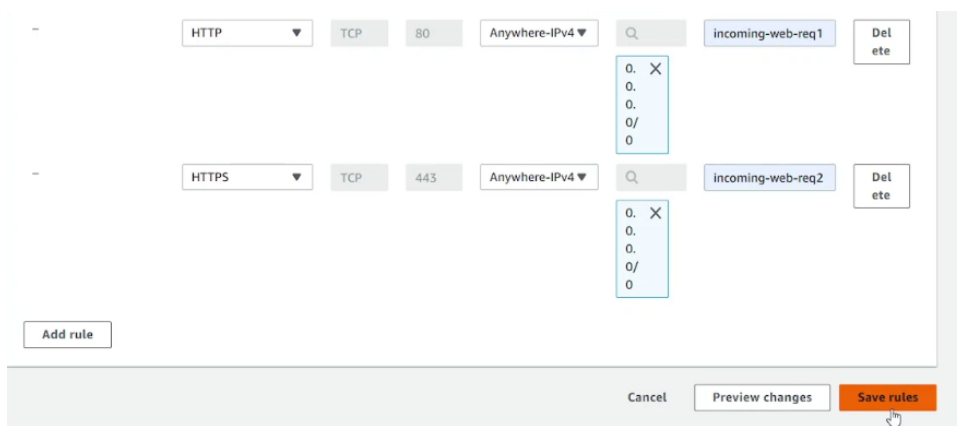 – HTTP TCP 80 Anywhere-IPv4 incoming-web-req1 Del
ete
0.
0.
0.
0/
0
– HTTPS TCP 443 Anywhere-IPv4 incoming-web-req2 Del
ete
0.
0.
0.
0/
0
Add rule
Cancel Preview changes Save rules